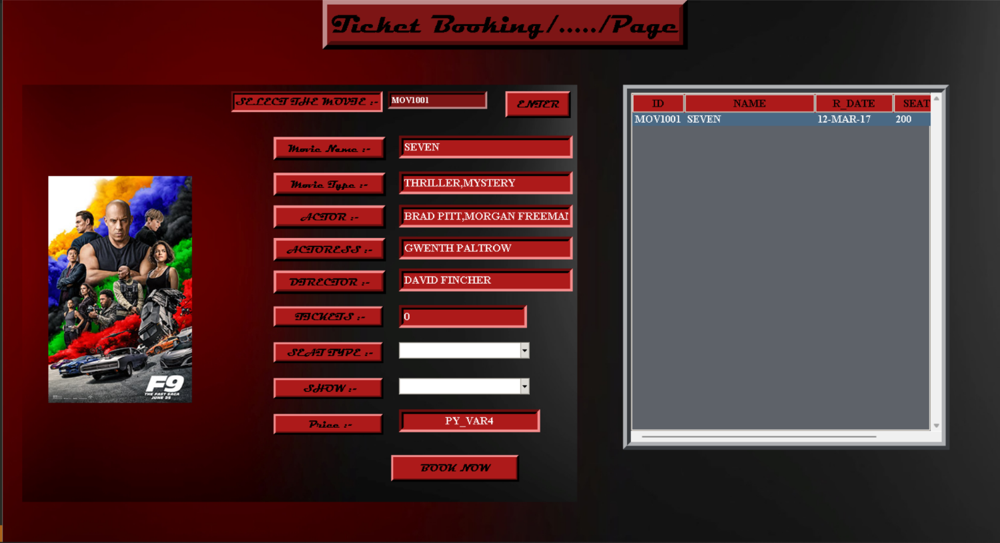 Ticket Booking/...../Page
SELECT THE MOVIE :-
MOV1001
ENTER
Movie Name :-
SEVEN
Movie Type :-
THRILLER,MYSTERY
ACTOR :-
BRAD PITT,MORGAN FREEMAN
ACTORESS :-
GWENTH PALTROW
DIRECTOR :-
DAVID FINCHER
TICKETS :-
0
SEAT TYPE :-
SHOW :-
Price :-
PY_VAR4
BOOK NOW
F9
THE FAST SAGA
JUNE 25
ID NAME R_DATE SEAT
MOV1001 SEVEN 12-MAR-17 200